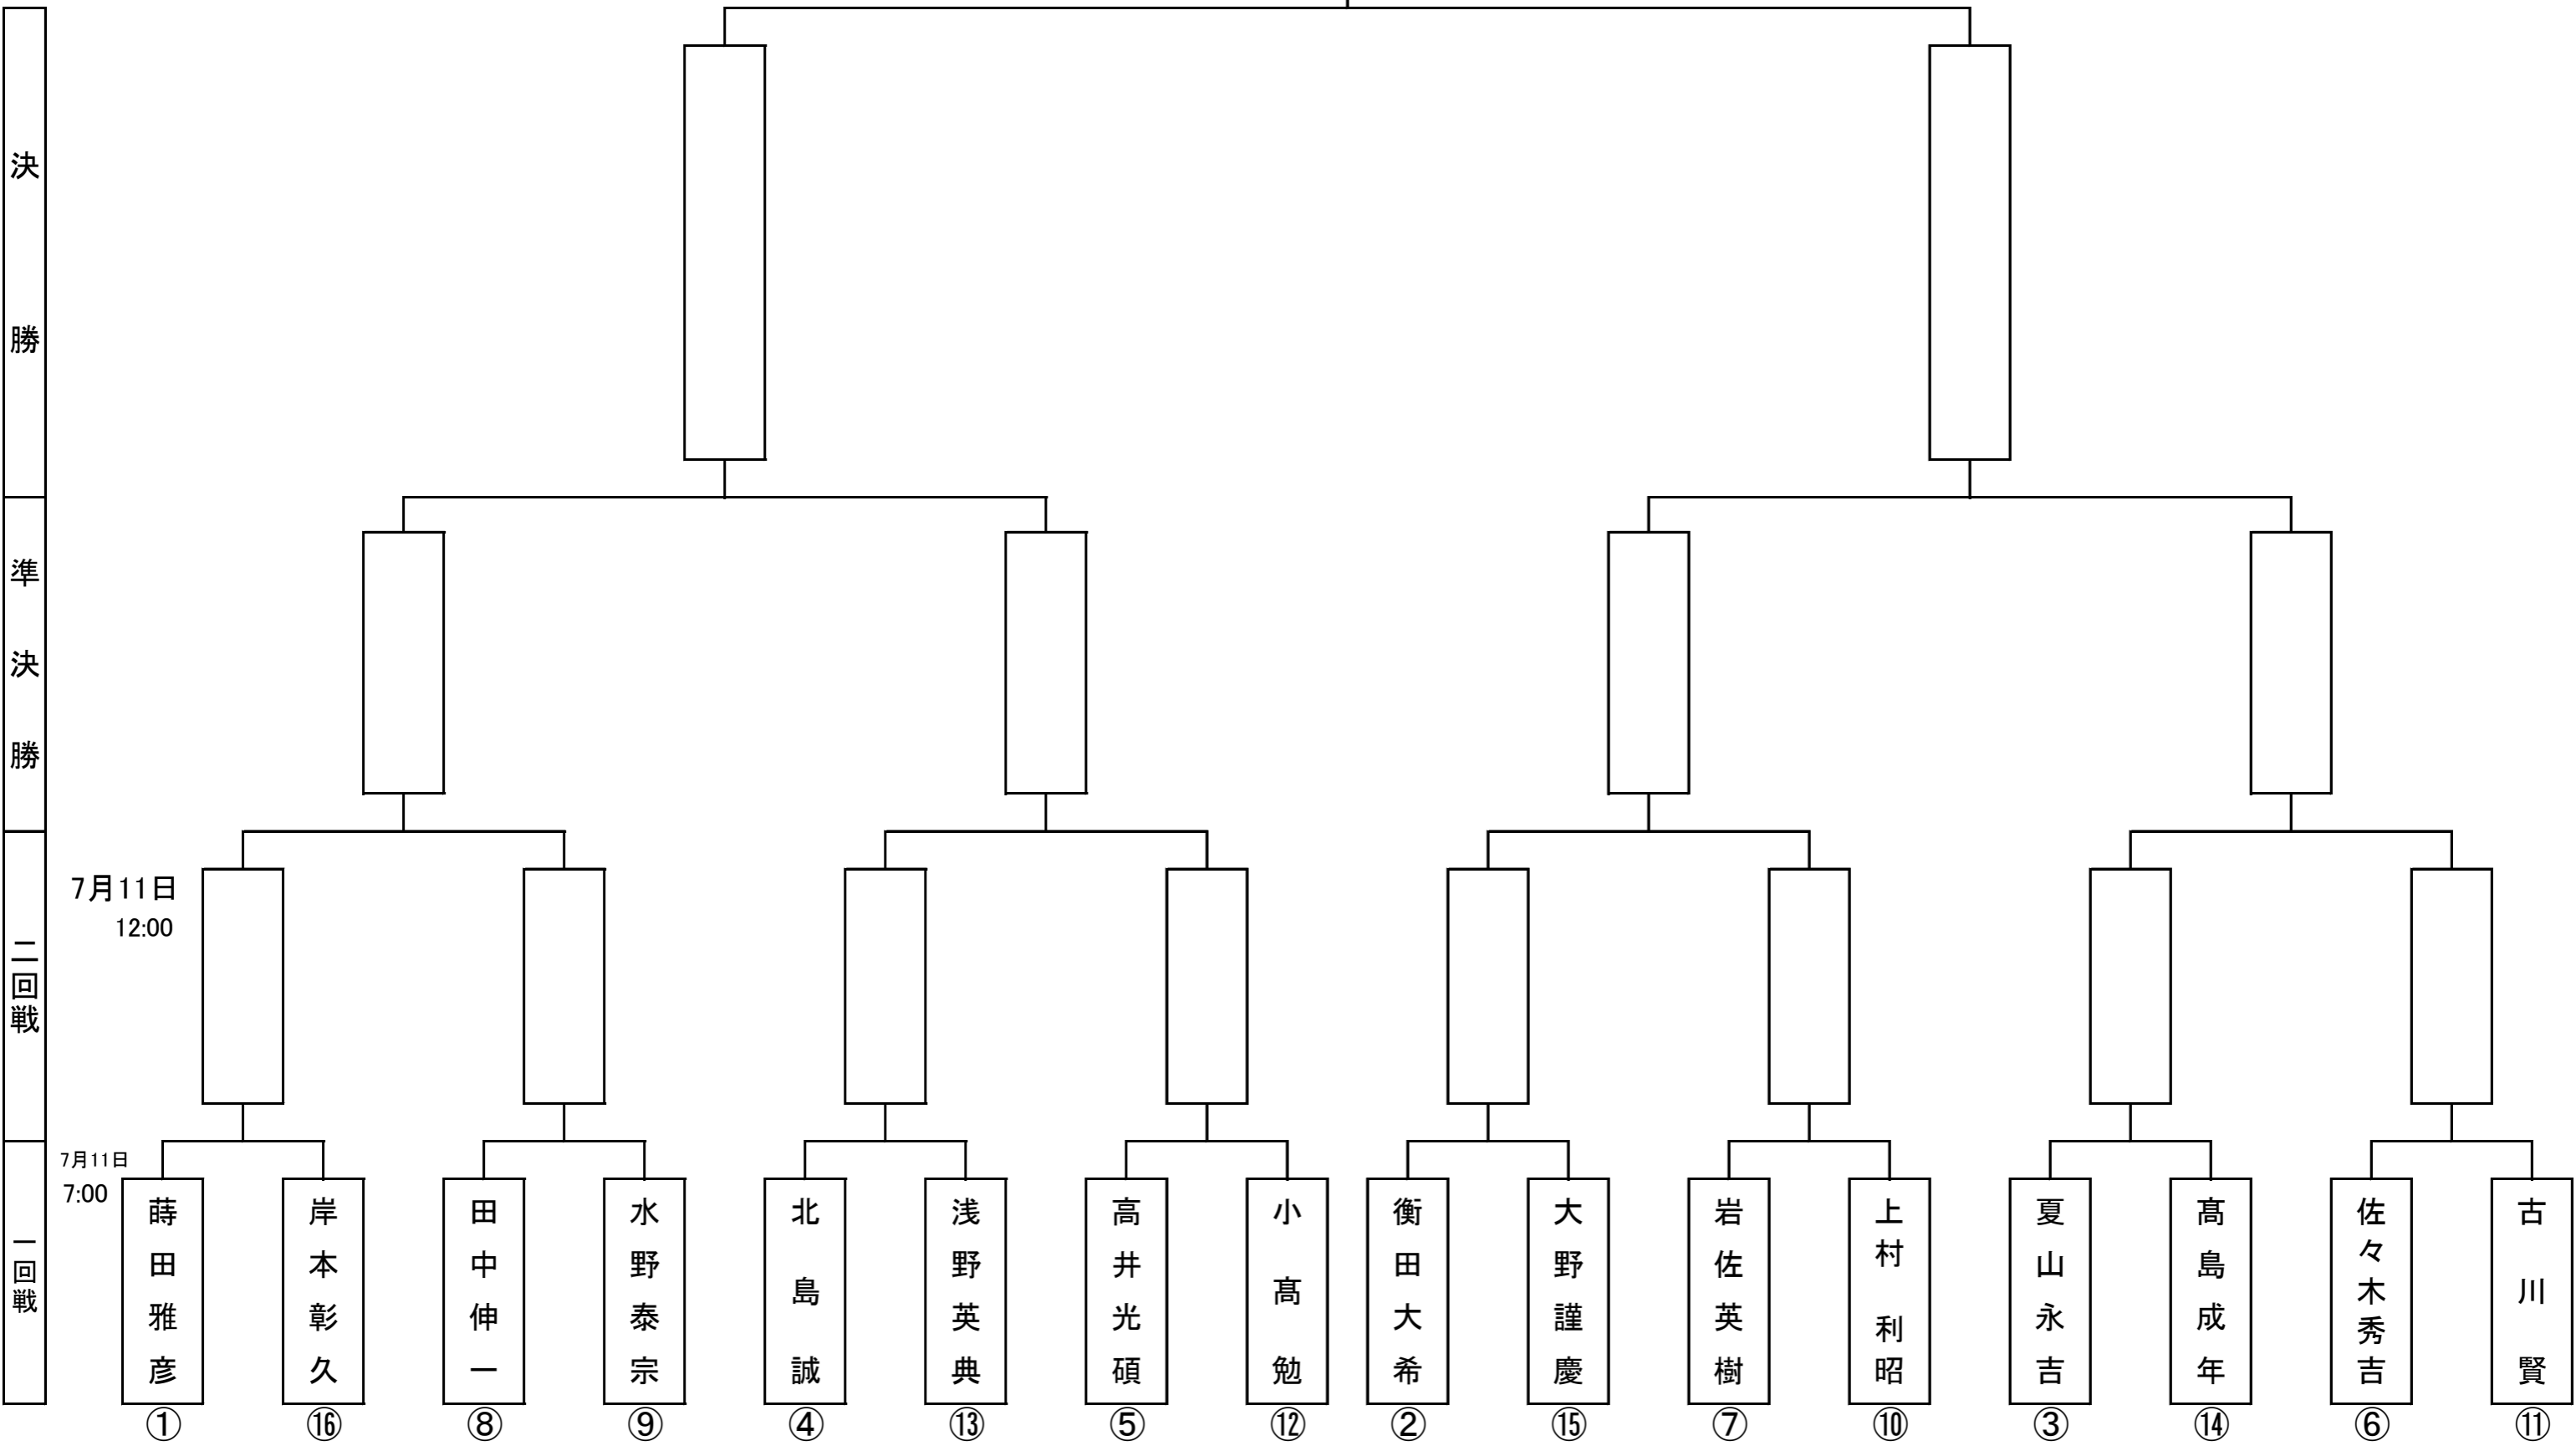 決勝
準決勝
二回戦
7月11日
12:00
一回戦
7月11日
7:00
蒔田雅彦
①
岸本彰久
⑯
田中伸一
⑧
水野泰宗
⑨
北島誠
④
浅野英典
⑬
高井光碩
⑤
小髙勉
⑫
衡田大希
②
大野謹慶
⑮
岩佐英樹
⑦
上村利昭
⑩
夏山永吉
③
髙島成年
⑭
佐々木秀吉
⑥
古川賢
⑪